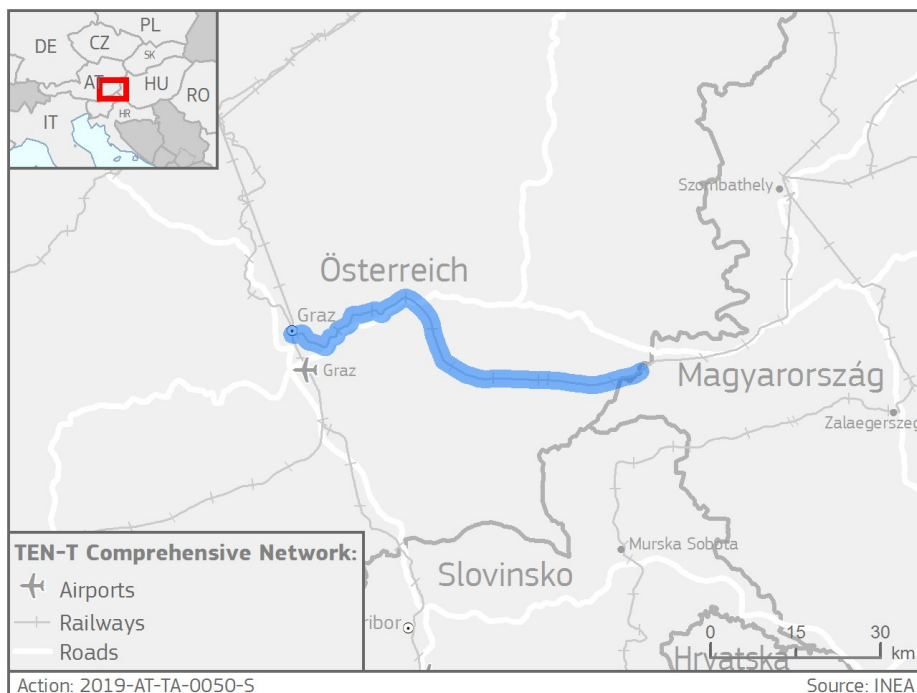 PL
DE
CZ
SK
AT
HU
RO
IT
HR
Szombathely
Österreich
Graz
Graz
Magyarország
Zalaegerszeg
Murska Sobota
Slovinsko
ribor
Hrvatska
0 15 30
km
TEN-T Comprehensive Network:
Airports
Railways
Roads
Action: 2019-AT-TA-0050-S
Source: INEA